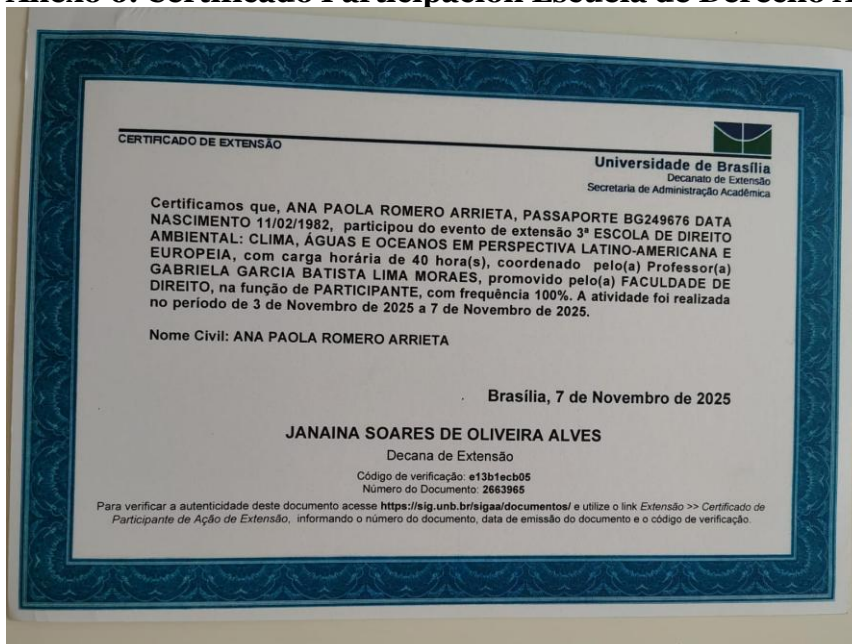 Anexo 6. Certificado Participación Escuela de Derecho A
CERTIFICADO DE EXTENSÃO
Universidade de Brasília
Decanato de Extensão
Secretaria de Administração Acadêmica
Certificamos que, ANA PAOLA ROMERO ARRIETA, PASSAPORTE BG249676 DATA
NASCIMENTO 11/02/1982, participou do evento de extensão 3ª ESCOLA DE DIREITO
AMBIENTAL: CLIMA, ÁGUAS E OCEANOS EM PERSPECTIVA LATINO-AMERICANA E
EUROPEIA, com carga horária de 40 hora(s), coordenado pelo(a) Professor(a)
GABRIELA GARCIA BATISTA LIMA MORAES, promovido pelo(a) FACULDADE DE
DIREITO, na função de PARTICIPANTE, com frequência 100%. A atividade foi realizada
no período de 3 de Novembro de 2025 a 7 de Novembro de 2025.
Nome Civil: ANA PAOLA ROMERO ARRIETA
Brasília, 7 de Novembro de 2025
JANAINA SOARES DE OLIVEIRA ALVES
Decana de Extensão
Código de verificação: e13b1ecb05
Número do Documento: 2663965
Para verificar a autenticidade deste documento acesse https://sig.unb.br/sigaa/documentos/ e utilize o link Extensão >> Certificado de
Participante de Ação de Extensão, informando o número do documento, data de emissão do documento e o código de verificação.